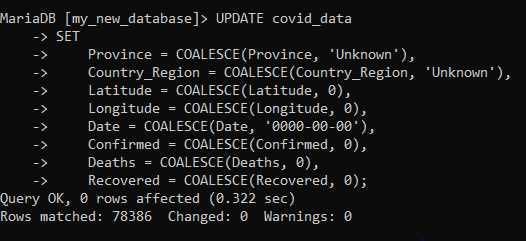 MariaDB [my_new_database]> UPDATE covid_data
    -> SET
    ->     Province = COALESCE(Province, 'Unknown'),
    ->     Country_Region = COALESCE(Country_Region, 'Unknown'),
    ->     Latitude = COALESCE(Latitude, 0),
    ->     Longitude = COALESCE(Longitude, 0),
    ->     Date = COALESCE(Date, '0000-00-00'),
    ->     Confirmed = COALESCE(Confirmed, 0),
    ->     Deaths = COALESCE(Deaths, 0),
    ->     Recovered = COALESCE(Recovered, 0);
Query OK, 0 rows affected (0.322 sec)
Rows matched: 78386  Changed: 0  Warnings: 0